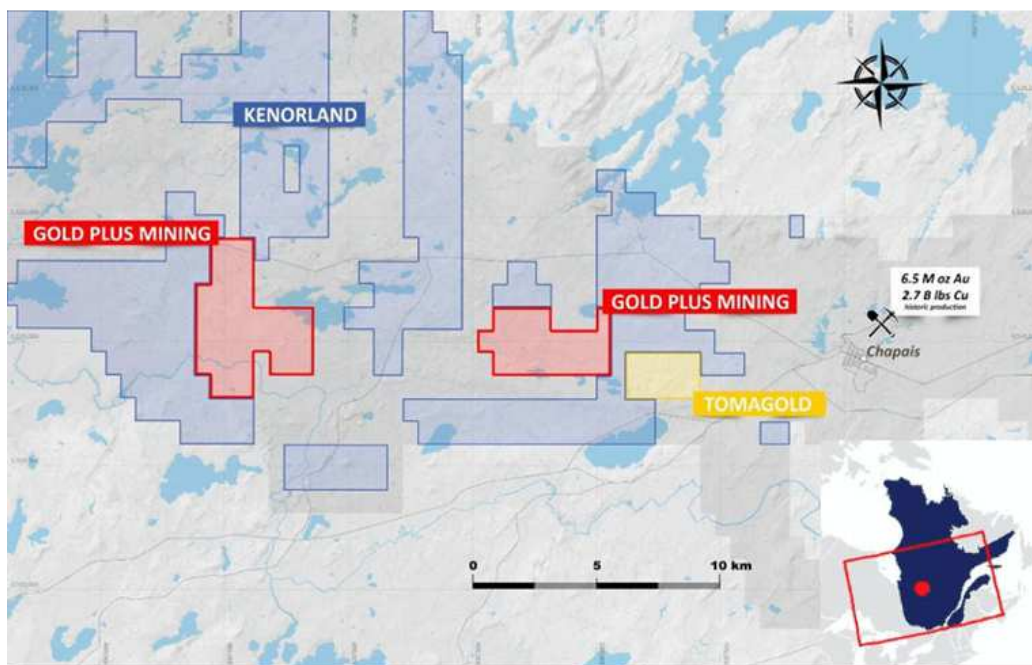 KENORLAND
GOLD PLUS MINING
6.5 M oz Au
2.7 B lbs Cu
historic production
GOLD PLUS MINING
Chapais
TOMAGOLD
0 5 10 km